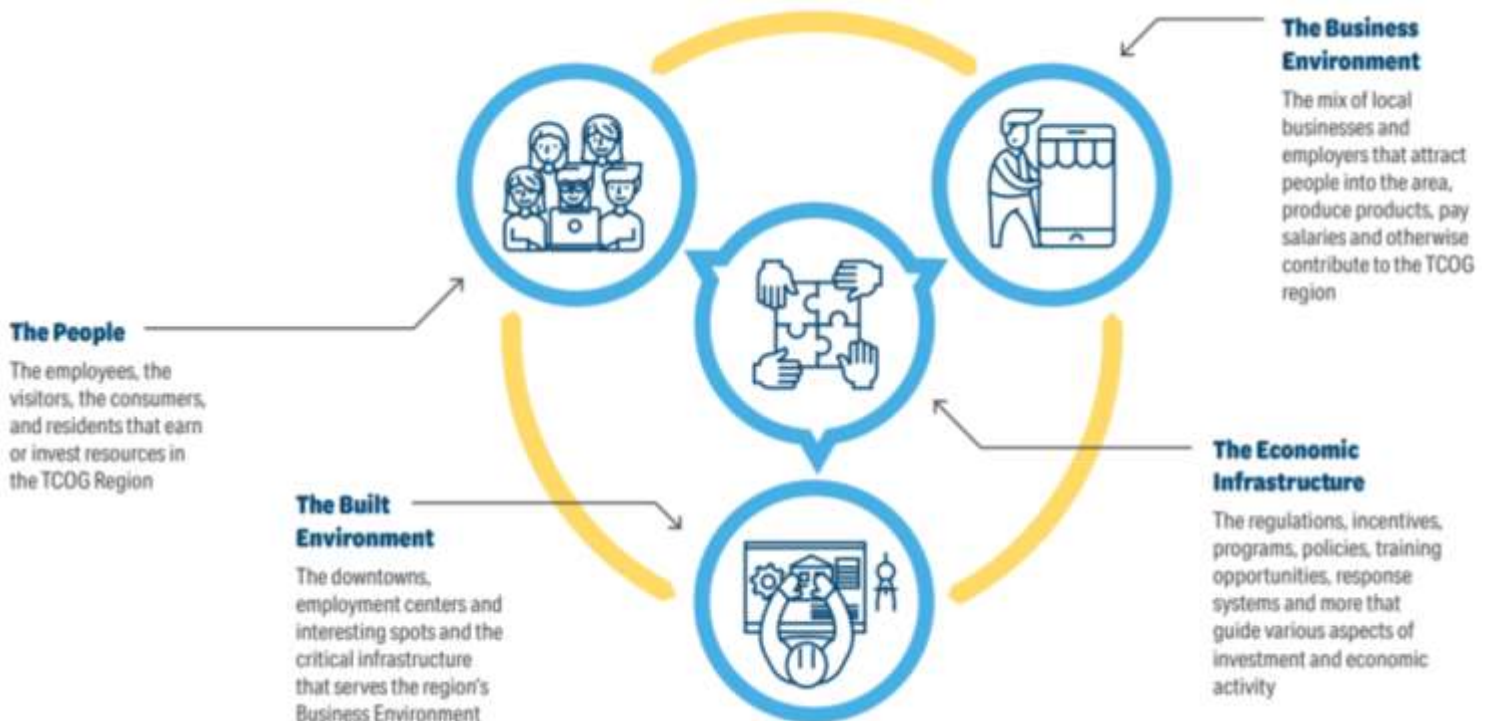 The Business
Environment
The mix of local
businesses and
employers that attract
people into the area,
produce products, pay
salaries and otherwise
contribute to the TCOG
region
The People
The employees, the
visitors, the consumers,
and residents that earn
or invest resources in
the TCOG Region
The Built
Environment
The downtowns,
employment centers and
interesting spots and the
critical infrastructure
that serves the region's
Business Environment
The Economic
Infrastructure
The regulations, incentives,
programs, policies, training
opportunities, response
systems and more that
guide various aspects of
investment and economic
activity